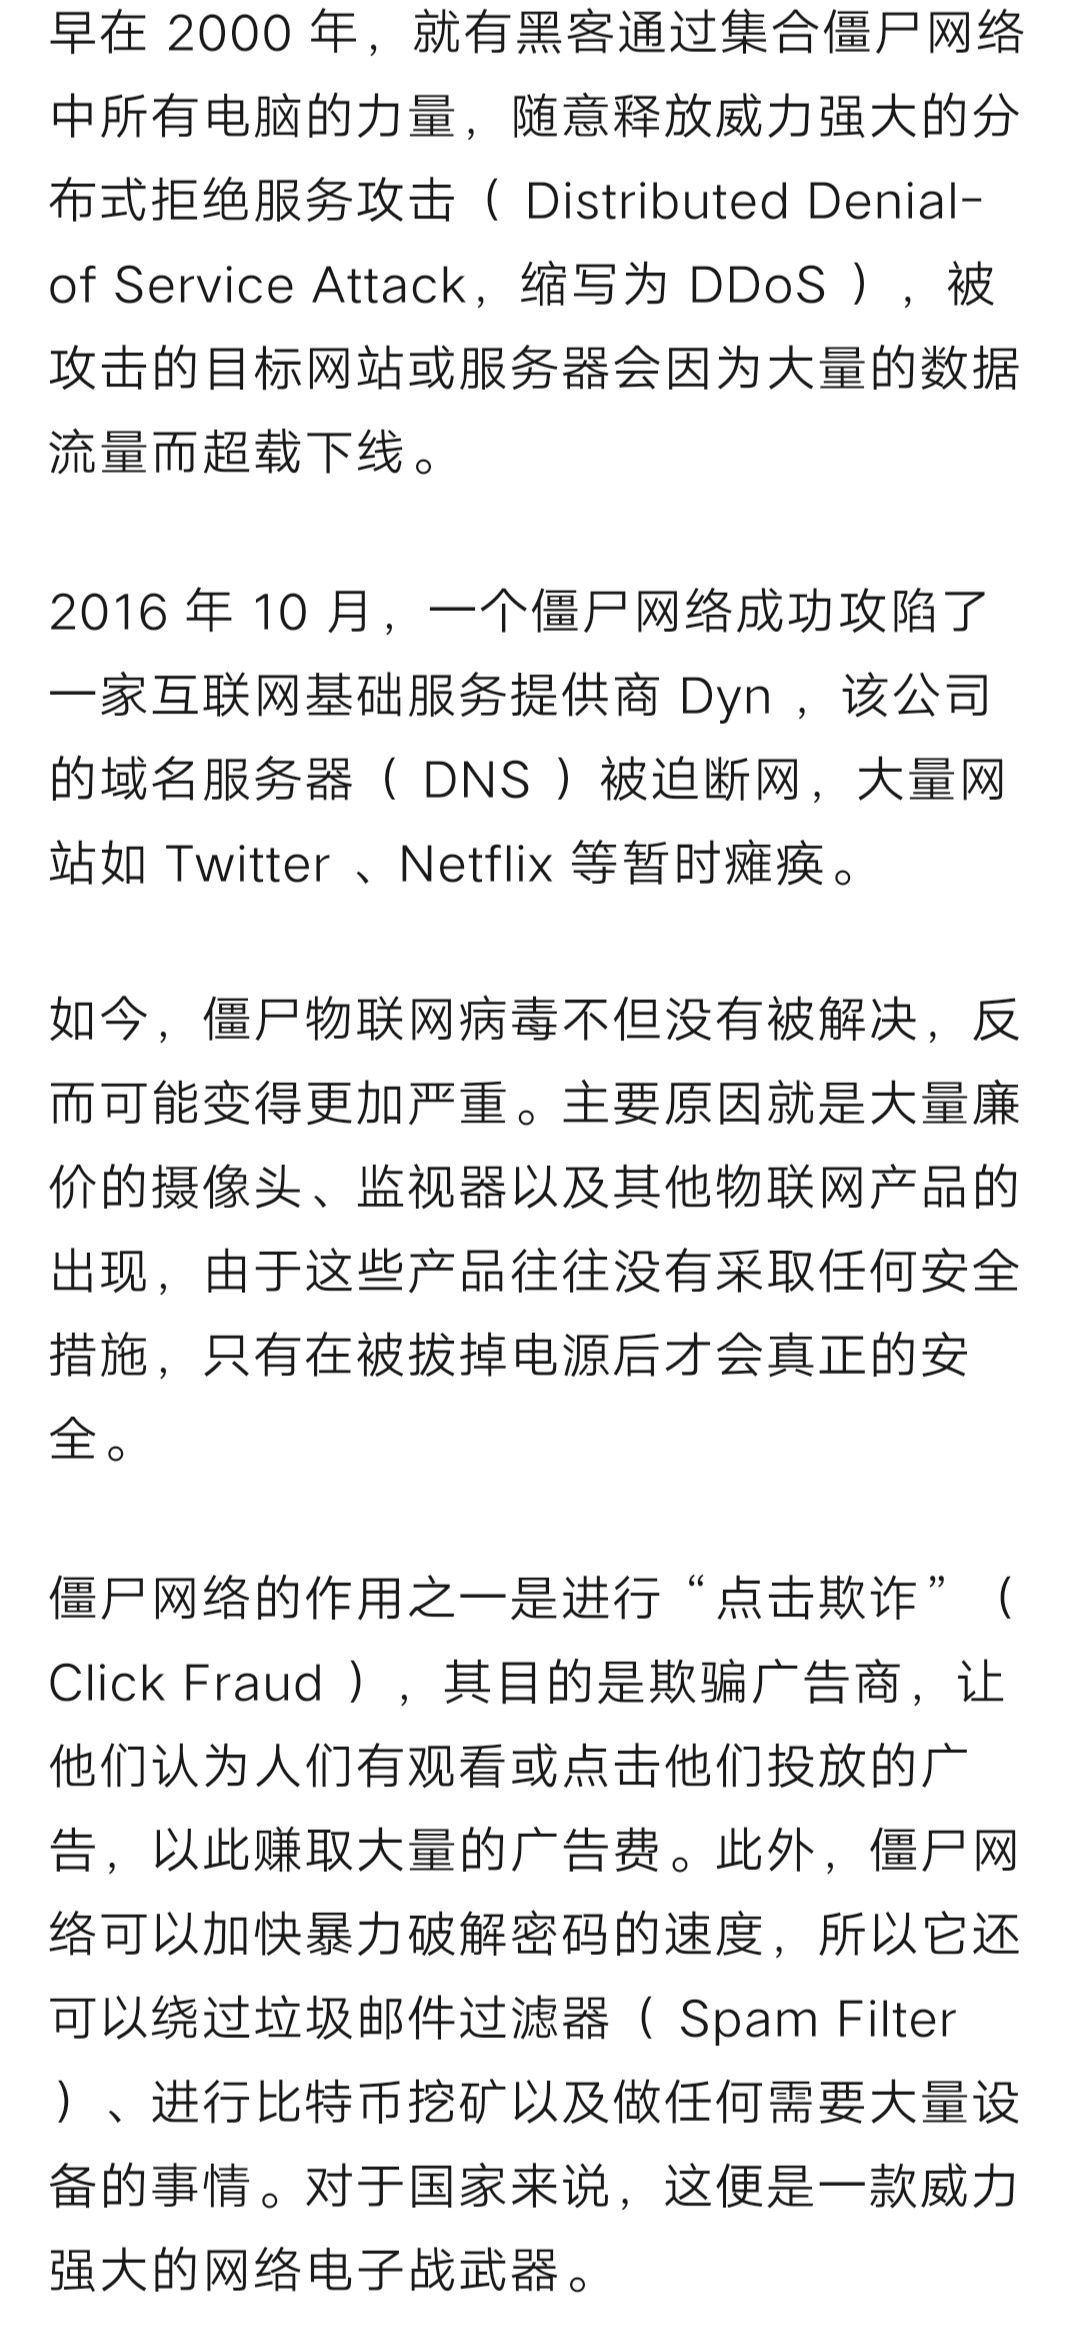 早在 2000 年，就有黑客通过集合僵尸网络
中所有电脑的力量，随意释放威力强大的分
布式拒绝服务攻击（ Distributed Denial-
of Service Attack，缩写为 DDoS ），被
攻击的目标网站或服务器会因为大量的数据
流量而超载下线。
2016 年 10 月，一个僵尸网络成功攻陷了
一家互联网基础服务提供商 Dyn ，该公司
的域名服务器（ DNS ）被迫断网，大量网
站如 Twitter 、Netflix 等暂时瘫痪。
如今，僵尸物联网病毒不但没有被解决，反
而可能变得更加严重。主要原因就是大量廉
价的摄像头、监视器以及其他物联网产品的
出现，由于这些产品往往没有采取任何安全
措施，只有在被拔掉电源后才会真正的安
全。
僵尸网络的作用之一是进行“点击欺诈”（
Click Fraud ），其目的是欺骗广告商，让
他们认为人们有观看或点击他们投放的广
告，以此赚取大量的广告费。此外，僵尸网
络可以加快暴力破解密码的速度，所以它还
可以绕过垃圾邮件过滤器（ Spam Filter
）、进行比特币挖矿以及做任何需要大量设
备的事情。对于国家来说，这便是一款威力
强大的网络电子战武器。